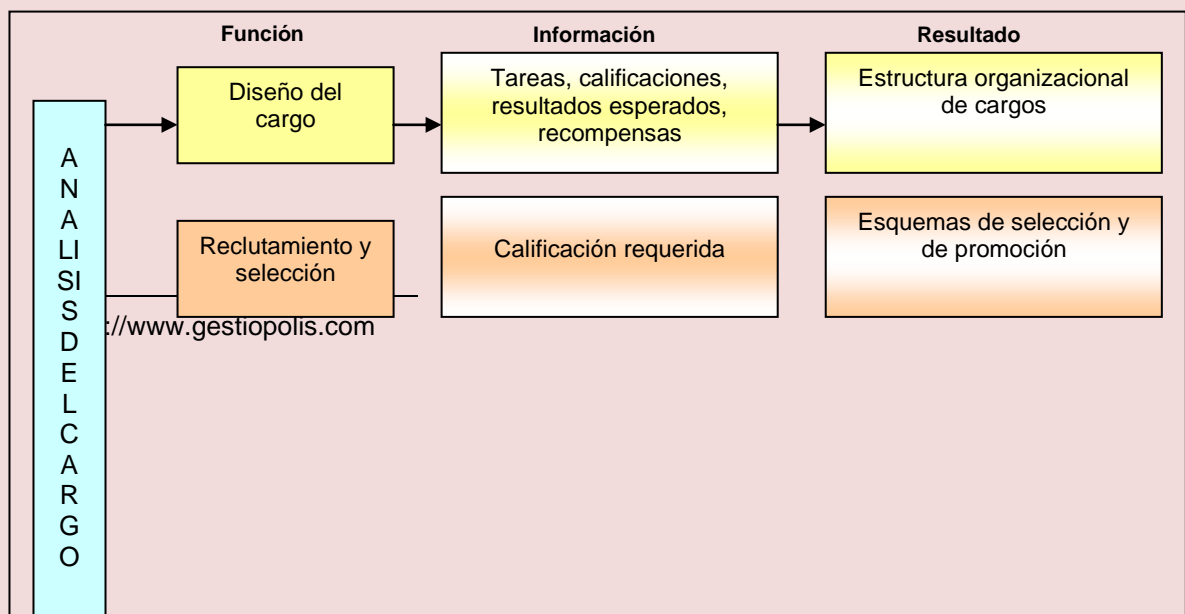 Función
Información
Resultado
Diseño del
cargo
Tareas, calificaciones,
resultados esperados,
recompensas
Estructura organizacional
de cargos
A
N
A
LI
SI
S
D
E
L
C
A
R
G
O
Reclutamiento y
selección
Calificación requerida
Esquemas de selección y
de promoción
://www.gestiopolis.com